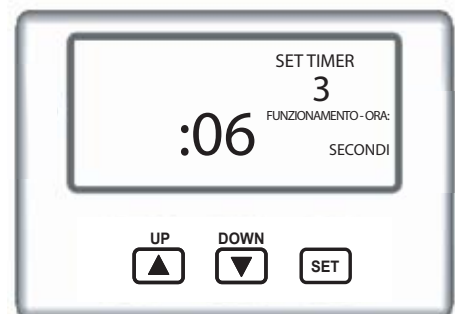 SET TIMER
3
FUNZIONAMENTO - ORA:
:06
SECONDI
UP DOWN
SET